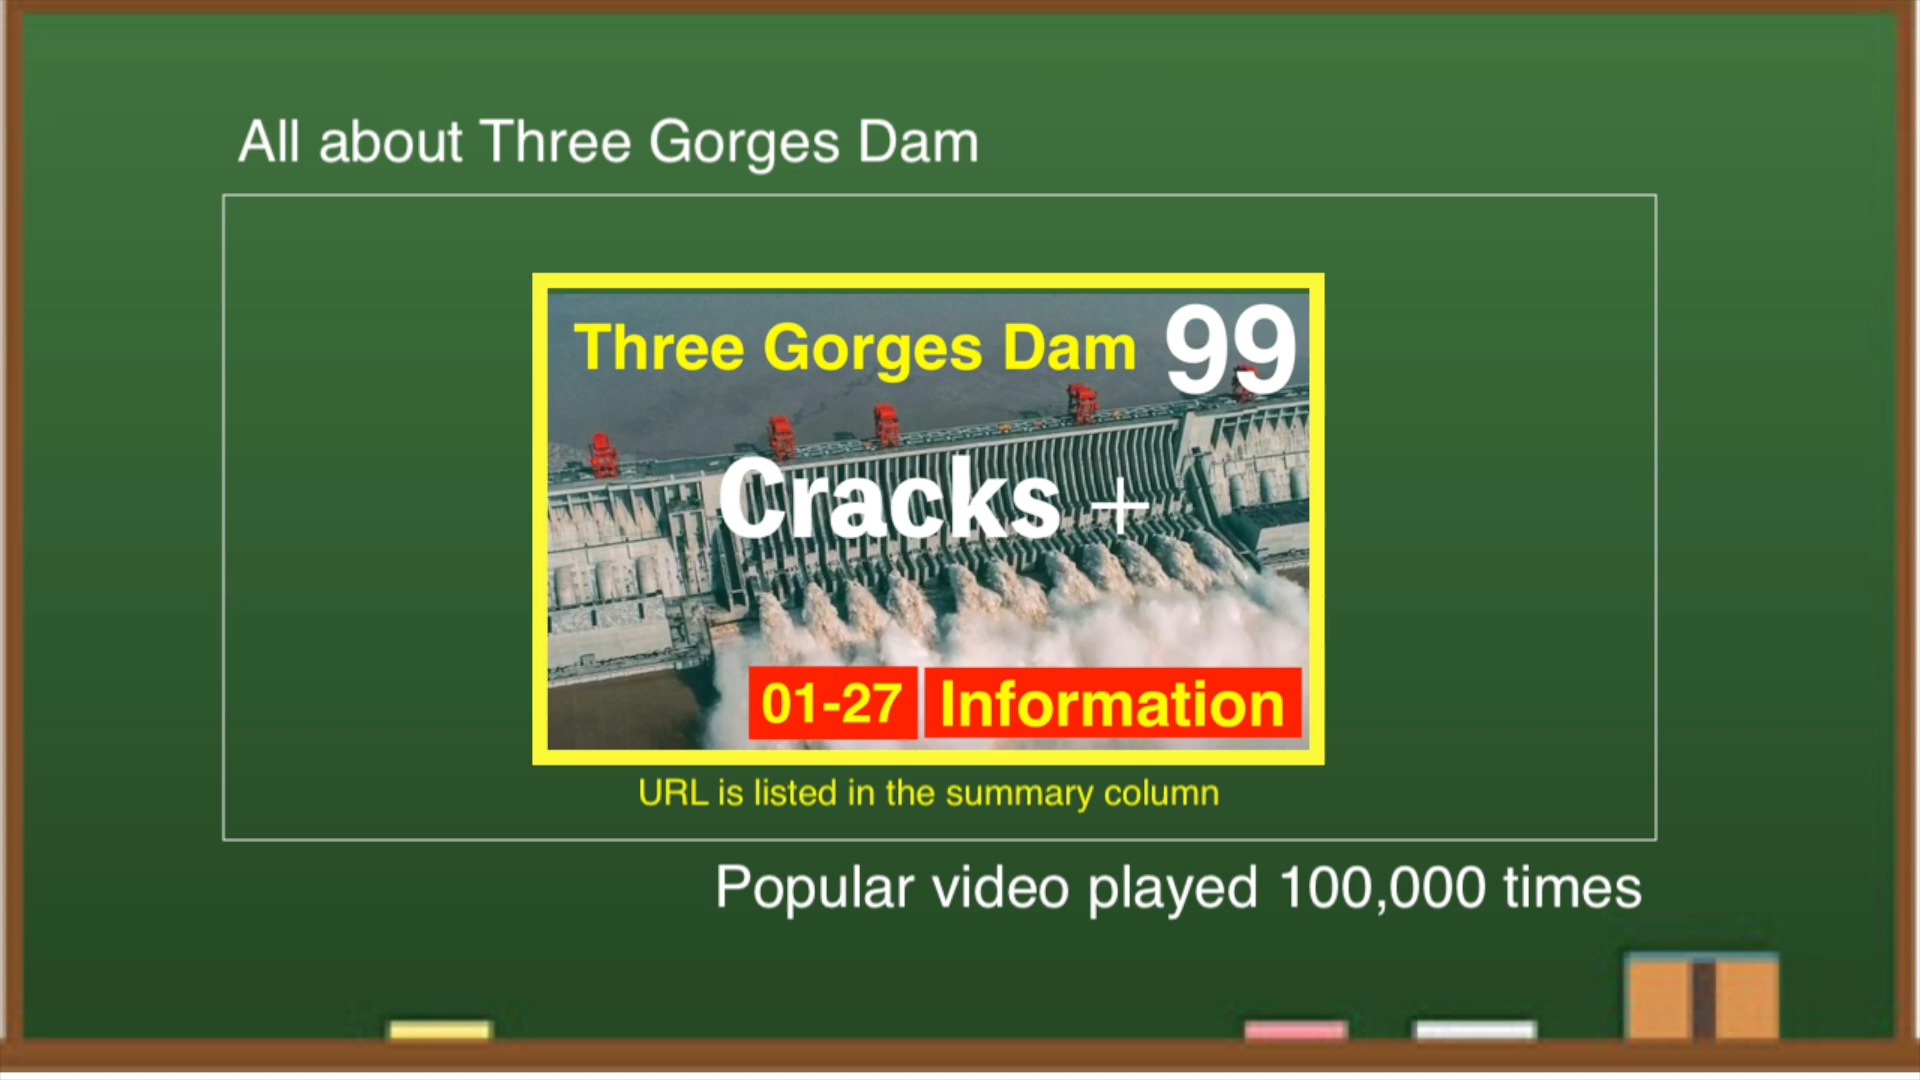 All about Three Gorges Dam
Three Gorges Dam 99
Cracks +
01-27 Information
URL is listed in the summary column
Popular video played 100,000 times